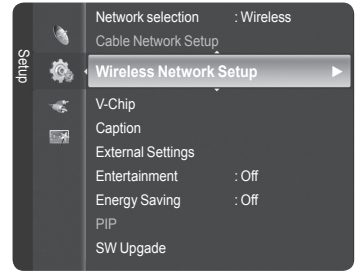 Setup
Network selection : Wireless
Cable Network Setup
Wireless Network Setup
V-Chip
Caption
External Settings
Entertainment : Off
Energy Saving : Off
PIP
SW Upgade